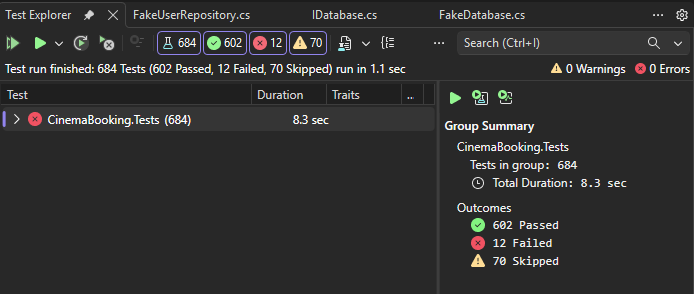 Test Explorer FakeUserRepository.cs IDatabase.cs FakeDatabase.cs
684 602 12 70 ... Search (Ctrl+I)
Test run finished: 684 Tests (602 Passed, 12 Failed, 70 Skipped) run in 1.1 sec 0 Warnings 0 Errors
Test Duration Traits ...
CinemaBooking.Tests (684) 8.3 sec
Group Summary
CinemaBooking.Tests
Tests in group: 684
Total Duration: 8.3 sec
Outcomes
602 Passed
12 Failed
70 Skipped